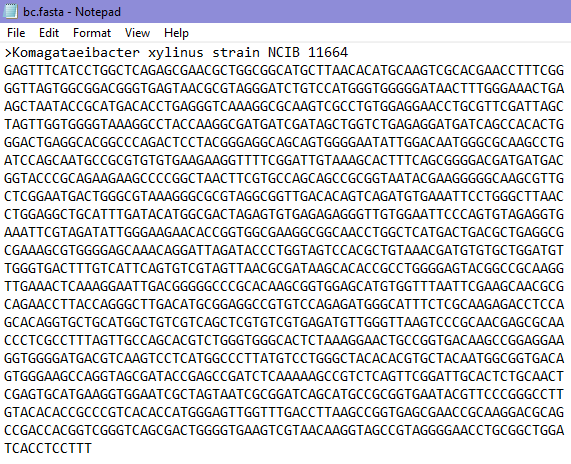 bc.fasta - Notepad
File Edit Format View Help
>Komagataeibacter xylinus strain NCIB 11664
GAGTTTCATCCTGGCTCAGAGCGAACGCTGGCGGCATGCTTAACACATGCAAGTCGCACGAACCTTTCGG
GGTTAGTGGCGGACGGGTGAGTAACGCGTAGGGATCTGTCCATGGGTGGGGGATAACTTTGGGAAACTGA
AGCTAATACCGCATGACACCTGAGGGTCAAAGGCGCAAGTCGCCTGTGGAGGAACCTGCGTTCGATTAGC
TAGTTGGTGGGGTAAAGGCCTACCAAGGCGATGATCGATAGCTGGTCTGAGAGGATGATCAGCCACACTG
GGACTGAGGCACGGCCCAGACTCCTACGGGAGGCAGCAGTGGGGAATATTGGACAATGGGCGCAAGCCTG
ATCCAGCAATGCCGCGTGTGTGAAGAAGGTTTTCGGATTGTAAAGCACTTTCAGCGGGGACGATGATGAC
GGTACCCGCAGAAGAAGCCCCGGCTAACTTCGTGCCAGCAGCCGCGGTAATACGAAGGGGGCAAGCGTTG
CTCGGAATGACTGGGCGTAAAGGGCGCGTAGGCGGTTGACACAGTCAGATGTGAAATTCCTGGGCTTAAC
CTGGAGGCTGCATTTGATACATGGCGACTAGAGTGTGAGAGAGGGTTGTGGAATTCCCAGTGTAGAGGTG
AAATTCGTAGATATTGGGAAGAACACCGGTGGCGAAGGCGGCAACCTGGCTCATGACTGACGCTGAGGCG
CGAAAGCGTGGGGAGCAAACAGGATTAGATACCCTGGTAGTCCACGCTGTAAACGATGTGTGCTGGATGT
TGGGTGACTTTGTCATTCAGTGTCGTAGTTAACGCGATAAGCACACCGCCTGGGGAGTACGGCCGCAAGG
TTGAAACTCAAAGGAATTGACGGGGGCCCGCACAAGCGGTGGAGCATGTGGTTTAATTCGAAGCAACGCG
CAGAACCTTACCAGGGCTTGACATGCGGAGGCCGTGTCCAGAGATGGGCATTTCTCGCAAGAGACCTCCA
GCACAGGTGCTGCATGGCTGTCGTCAGCTCGTGTCGTGAGATGTTGGGTTAAGTCCCGCAACGAGCGCAA
CCCTCGCCTTTAGTTGCCAGCACGTCTGGGTGGGCACTCTAAAGGAACTGCCGGTGACAAGCCGGAGGAA
GGTGGGGATGACGTCAAGTCCTCATGGCCCTTATGTCCTGGGCTACACACGTGCTACAATGGCGGTGACA
GTGGGAAGCCAGGTAGCGATACCGAGCCGATCTCAAAAAGCCGTCTCAGTTCGGATTGCACTCTGCAACT
CGAGTGCATGAAGGTGGAATCGCTAGTAATCGCGGATCAGCATGCCGCGGTGAATACGTTCCCGGGCCTT
GTACACACCGCCCGTCACACCATGGGAGTTGGTTTGACCTTAAGCCGGTGAGCGAACCGCAAGGACGCAG
CCGACCACGGTCGGGTCAGCGACTGGGGTGAAGTCGTAACAAGGTAGCCGTAGGGGAACCTGCGGCTGGA
TCACCTCCTTT